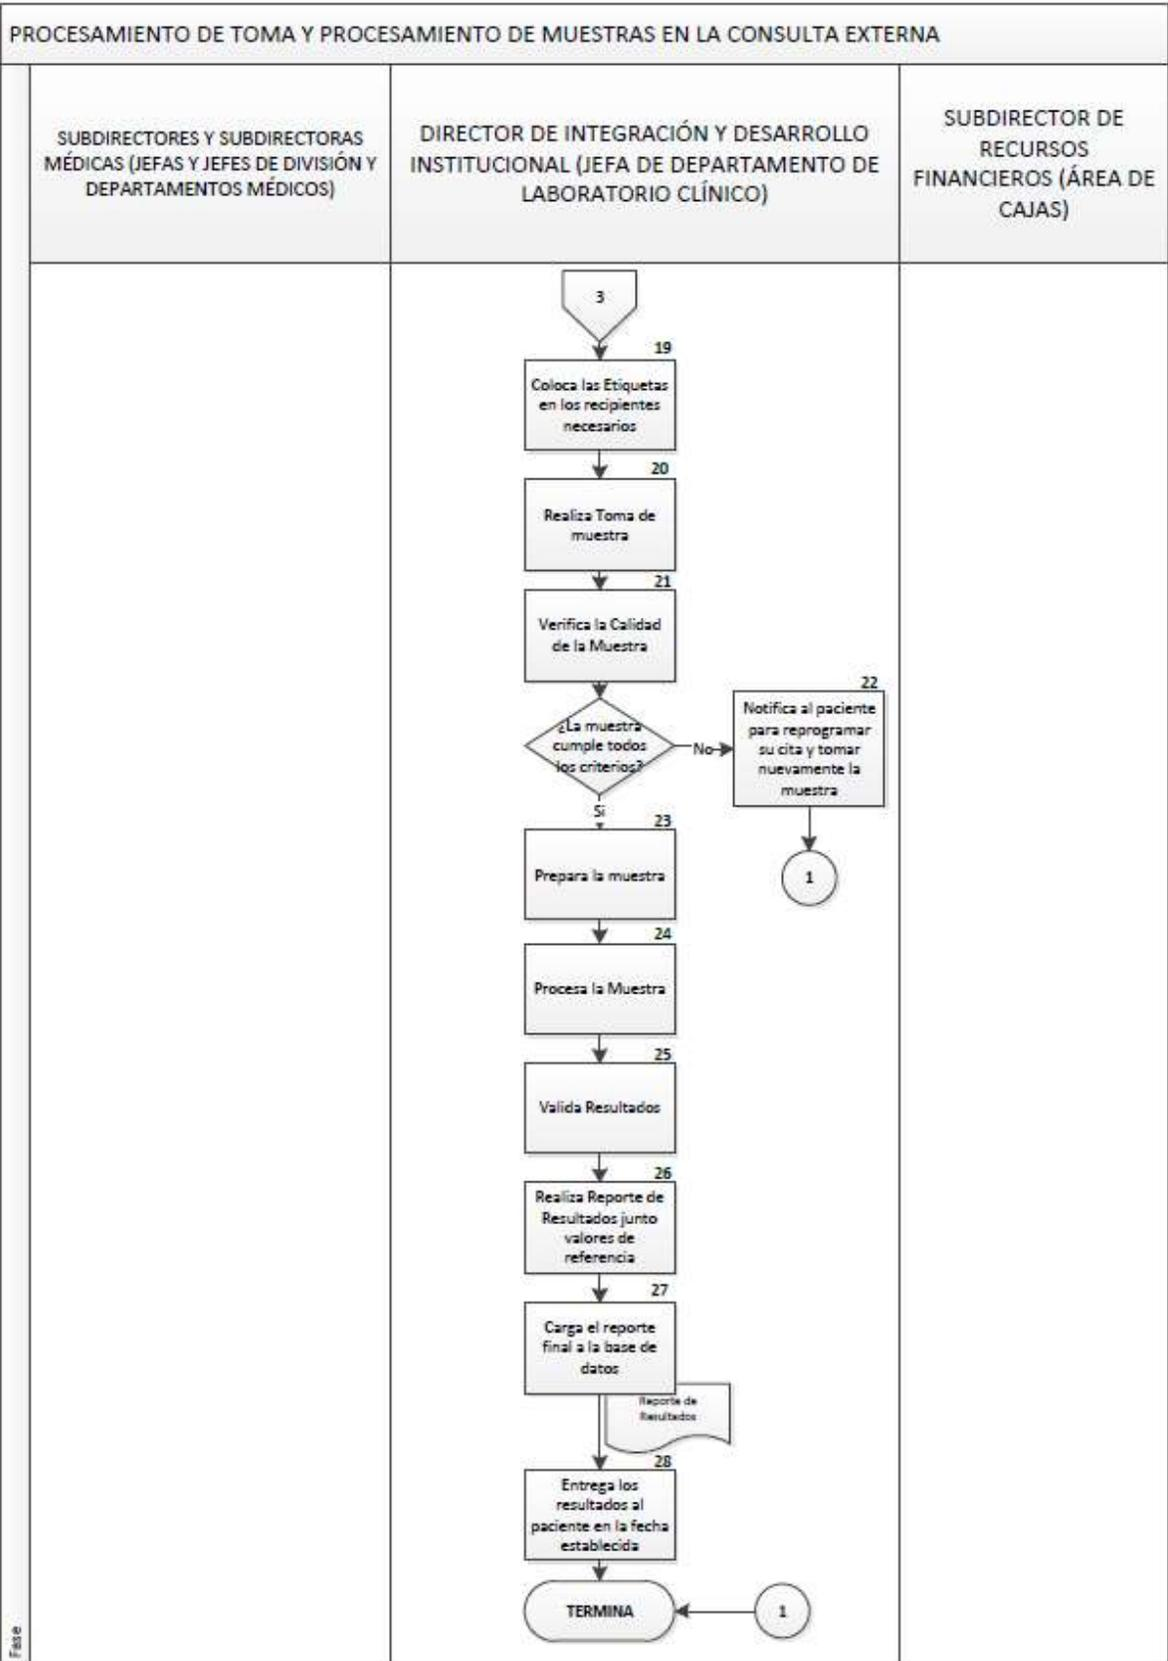 PROCESAMIENTO DE TOMA Y PROCESAMIENTO DE MUESTRAS EN LA CONSULTA EXTERNA
SUBDIRECTORES Y SUBDIRECTORAS
MÉDICAS (JEFAS Y JEFES DE DIVISIÓN Y
DEPARTAMENTOS MÉDICOS)
DIRECTOR DE INTEGRACIÓN Y DESARROLLO
INSTITUCIONAL (JEFA DE DEPARTAMENTO DE
LABORATORIO CLÍNICO)
SUBDIRECTOR DE
RECURSOS
FINANCIEROS (ÁREA DE
CAJAS)
3
19
Coloca las Etiquetas
en los recipientes
necesarios
20
Realiza Toma de
muestra
21
Verifica la Calidad
de la Muestra
¿La muestra
cumple todos
los criterios?
No
22
Notifica al paciente
para reprogramar
su cita y tomar
nuevamente la
muestra
1
Si
23
Prepara la muestra
24
Procesa la Muestra
25
Valida Resultados
26
Realiza Reporte de
Resultados junto
valores de
referencia
27
Carga el reporte
final a la base de
datos
Reporte de
Resultados
28
Entrega los
resultados al
paciente en la fecha
establecida
TERMINA
1
Fase